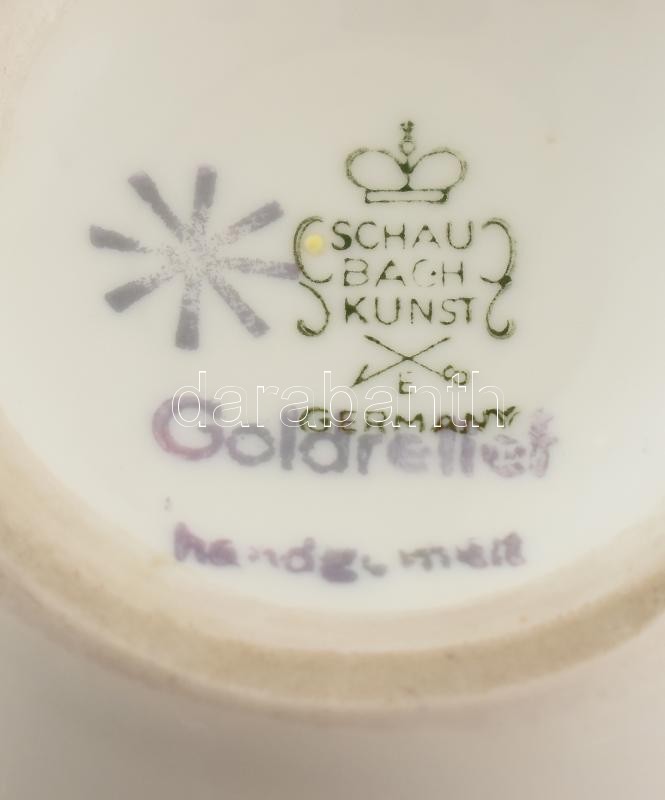 SCHAU
BACH
KUNST
E
GERMANY
darabanth
Goldrelief
handgemalt